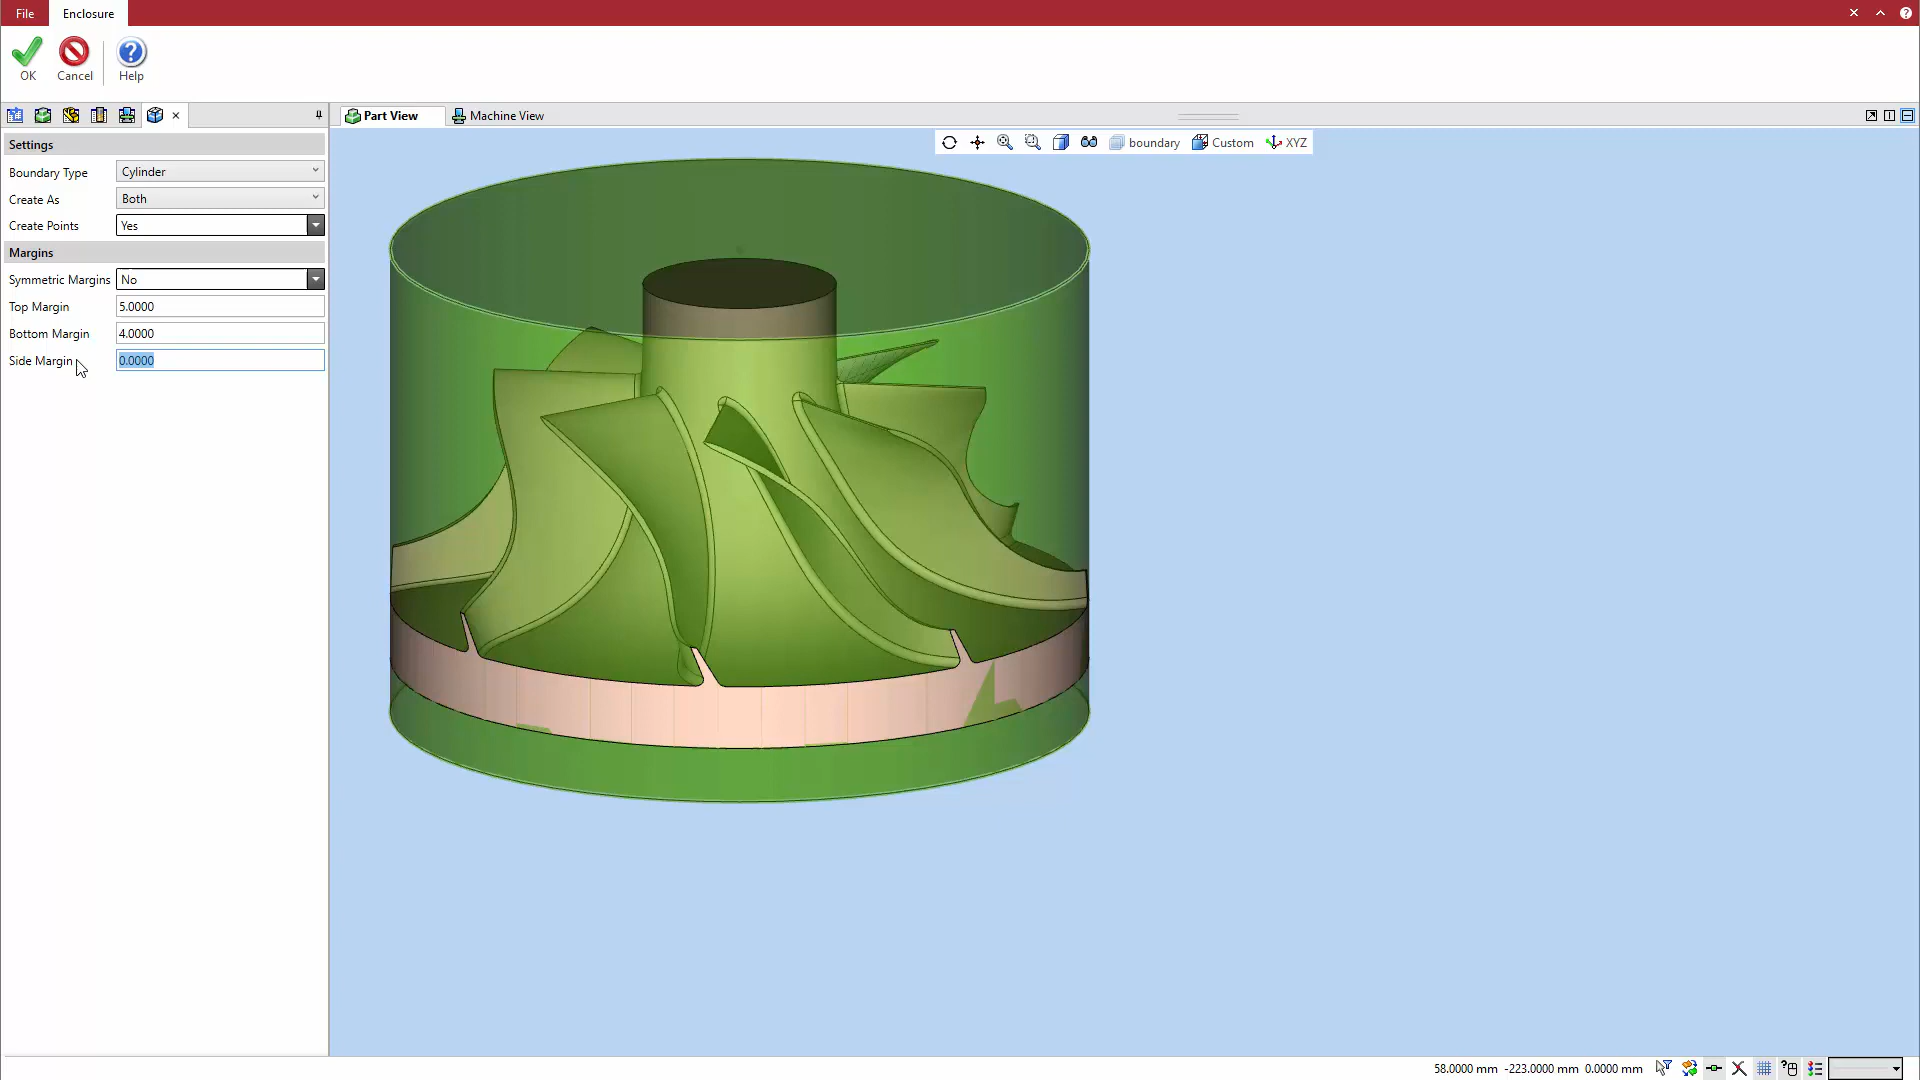 File Enclosure
OK Cancel Help
Part View Machine View
boundary Custom XYZ
Settings
Boundary Type Cylinder
Create As Both
Create Points Yes
Margins
Symmetric Margins No
Top Margin 5.0000
Bottom Margin 4.0000
Side Margin 0.0000
58.0000 mm -223.0000 mm 0.0000 mm